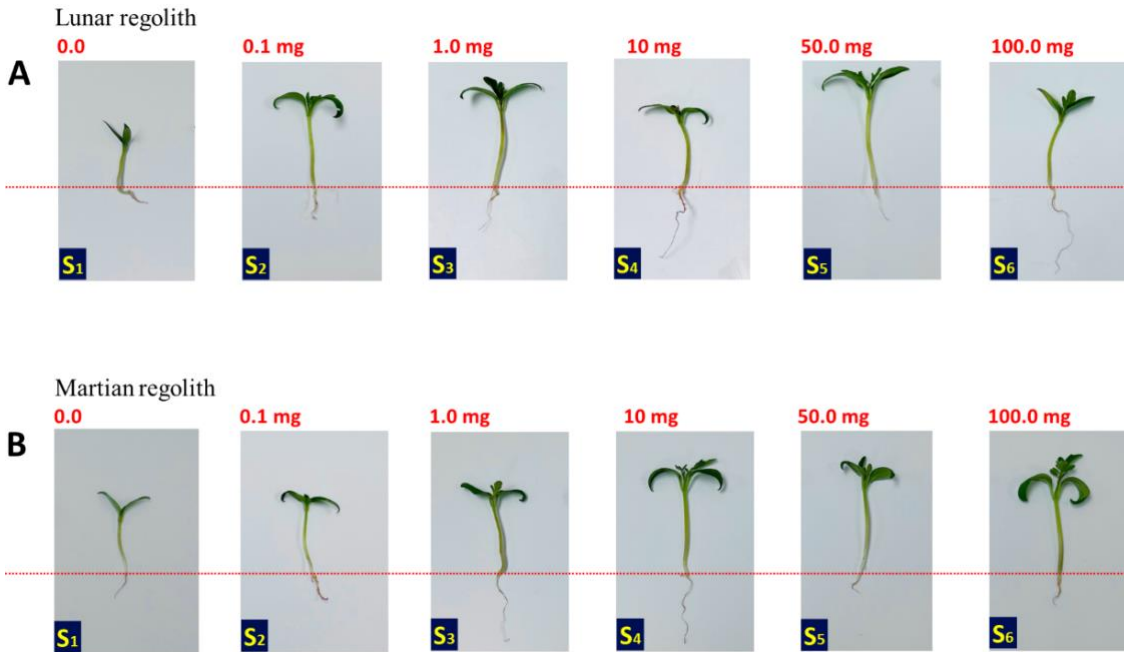 Lunar regolith
0.0 0.1 mg 1.0 mg 10 mg 50.0 mg 100.0 mg
A
S1 S2 S3 S4 S5 S6
Martian regolith
0.0 0.1 mg 1.0 mg 10 mg 50.0 mg 100.0 mg
B
S1 S2 S3 S4 S5 S6